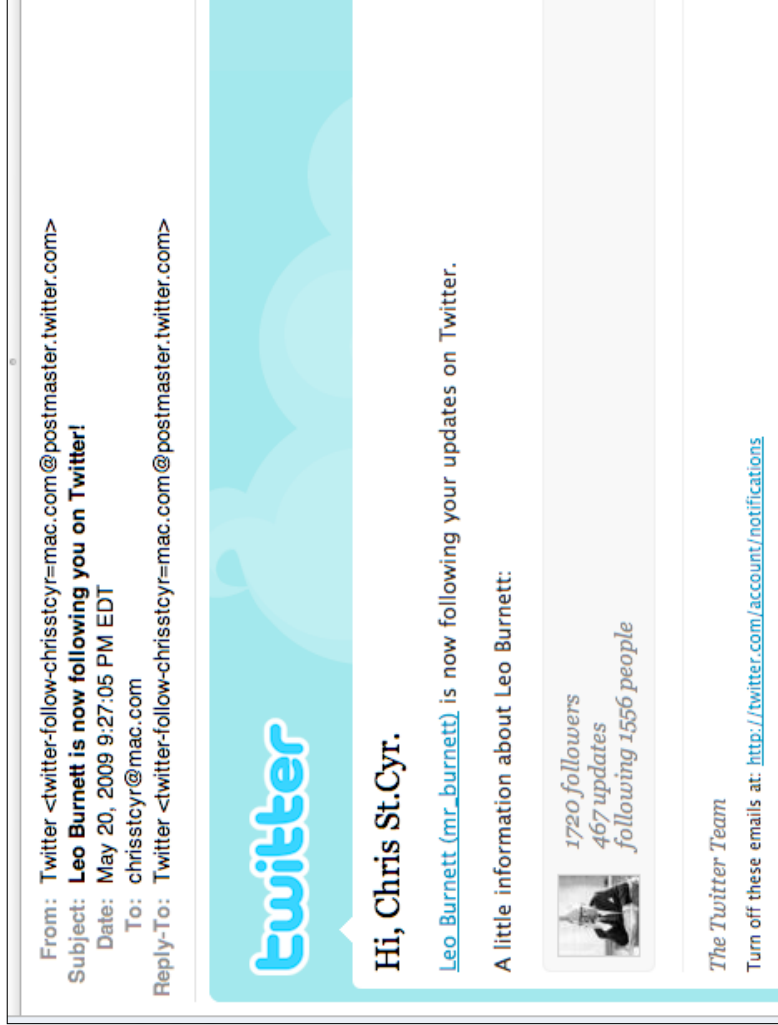 From: Twitter <twitter-follow-chrisstcyr=mac.com@postmaster.twitter.com>
Subject: Leo Burnett is now following you on Twitter!
Date: May 20, 2009 9:27:05 PM EDT
To: chrisstcyr@mac.com
Reply-To: Twitter <twitter-follow-chrisstcyr=mac.com@postmaster.twitter.com>
twitter
Hi, Chris St.Cyr.
Leo Burnett (mr_burnett) is now following your updates on Twitter.
A little information about Leo Burnett:
1720 followers
467 updates
following 1556 people
The Twitter Team
Turn off these emails at: http://twitter.com/account/notifications